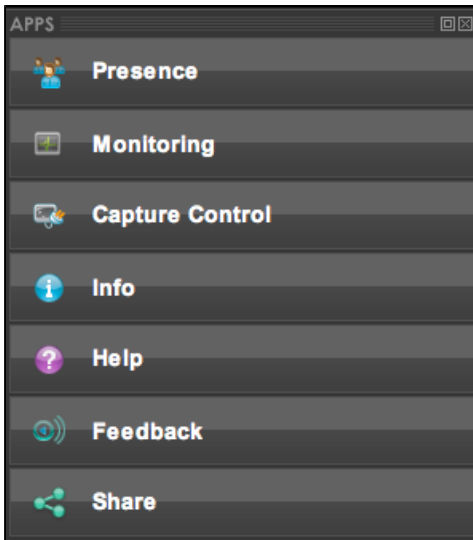 APPS
Presence
Monitoring
Capture Control
Info
Help
Feedback
Share